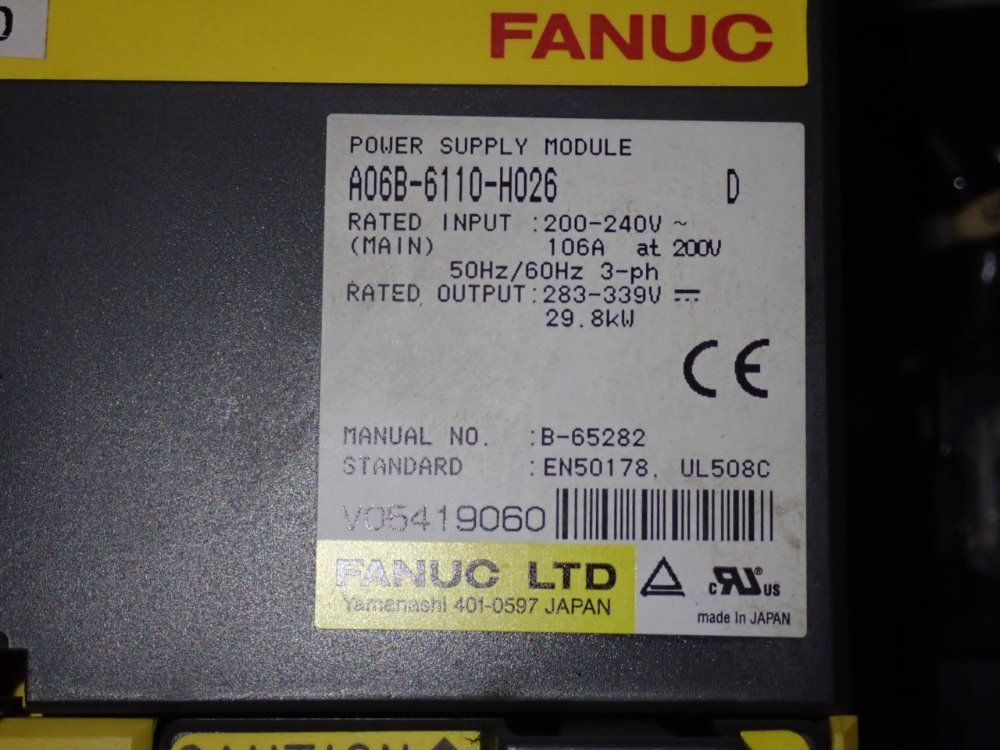 FANUC
POWER SUPPLY MODULE
A06B-6110-H026 D
RATED INPUT :200-240V ~
(MAIN) 106A at 200V
50Hz/60Hz 3-ph
RATED OUTPUT:283-339V ⎓
29.8kW
MANUAL NO. :B-65282
STANDARD :EN50178, UL508C
V05419060
FANUC LTD
Yamanashi 401-0597 JAPAN
c RU ® US
made In JAPAN
CAUTION